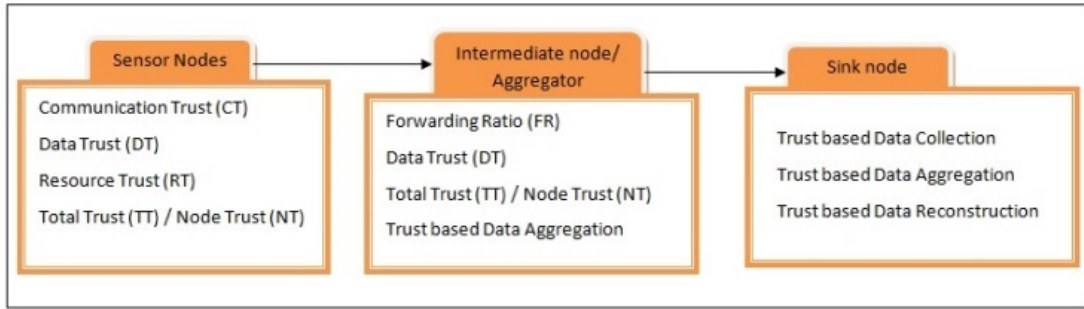 Sensor Nodes
Communication Trust (CT)
Data Trust (DT)
Resource Trust (RT)
Total Trust (TT) / Node Trust (NT)
Intermediate node/
Aggregator
Forwarding Ratio (FR)
Data Trust (DT)
Total Trust (TT) / Node Trust (NT)
Trust based Data Aggregation
Sink node
Trust based Data Collection
Trust based Data Aggregation
Trust based Data Reconstruction